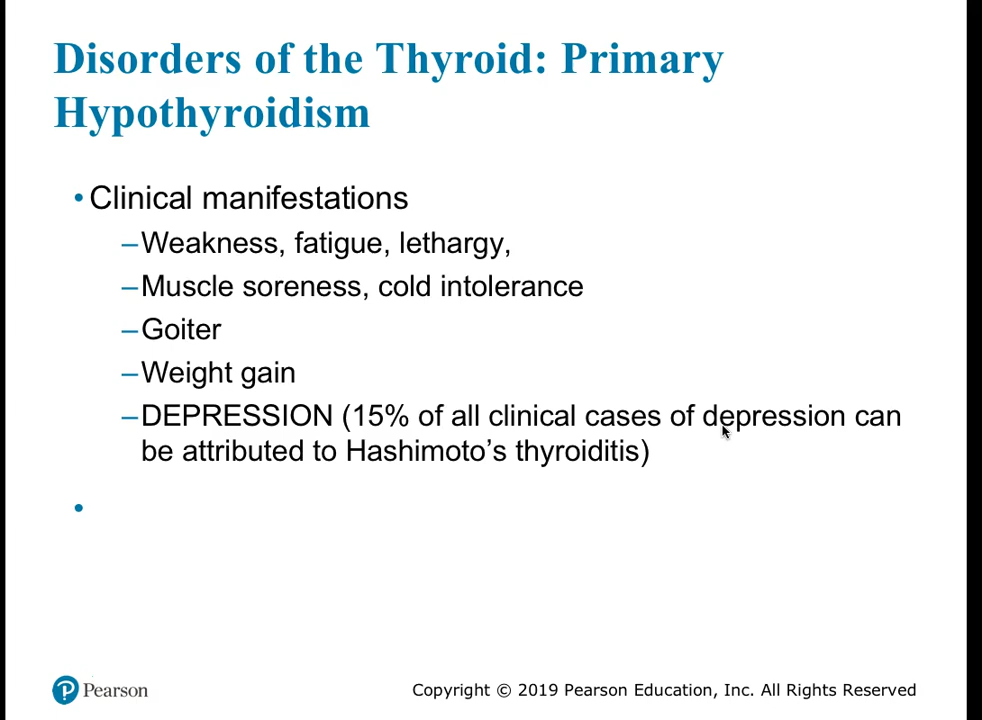 Disorders of the Thyroid: Primary
Hypothyroidism
• Clinical manifestations
–Weakness, fatigue, lethargy,
–Muscle soreness, cold intolerance
–Goiter
–Weight gain
–DEPRESSION (15% of all clinical cases of depression can
be attributed to Hashimoto’s thyroiditis)
•
Pearson
Copyright © 2019 Pearson Education, Inc. All Rights Reserved